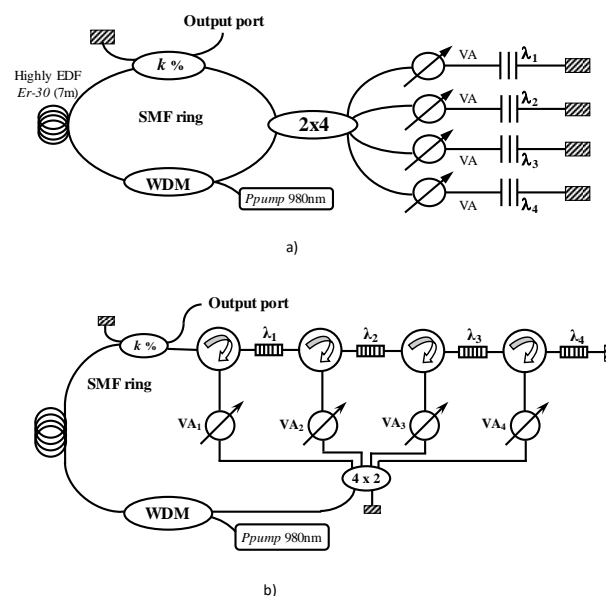 Output port
k %
Highly EDF
Er-30 (7m)
SMF ring
WDM
Ppump 980nm
2x4
VA
λ1
VA
λ2
VA
λ3
VA
λ4
a)
Output port
k %
SMF ring
λ1
λ2
λ3
λ4
VA1
VA2
VA3
VA4
4 x 2
WDM
Ppump 980nm
b)